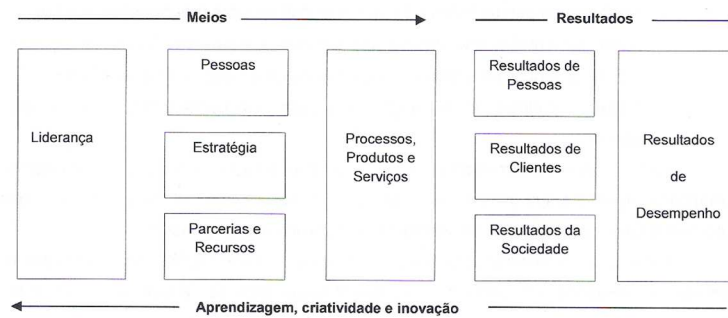 Meios
Resultados
Liderança
Pessoas
Estratégia
Parcerias e
Recursos
Processos,
Produtos e
Serviços
Resultados de
Pessoas
Resultados de
Clientes
Resultados da
Sociedade
Resultados
de
Desempenho
Aprendizagem, criatividade e inovação